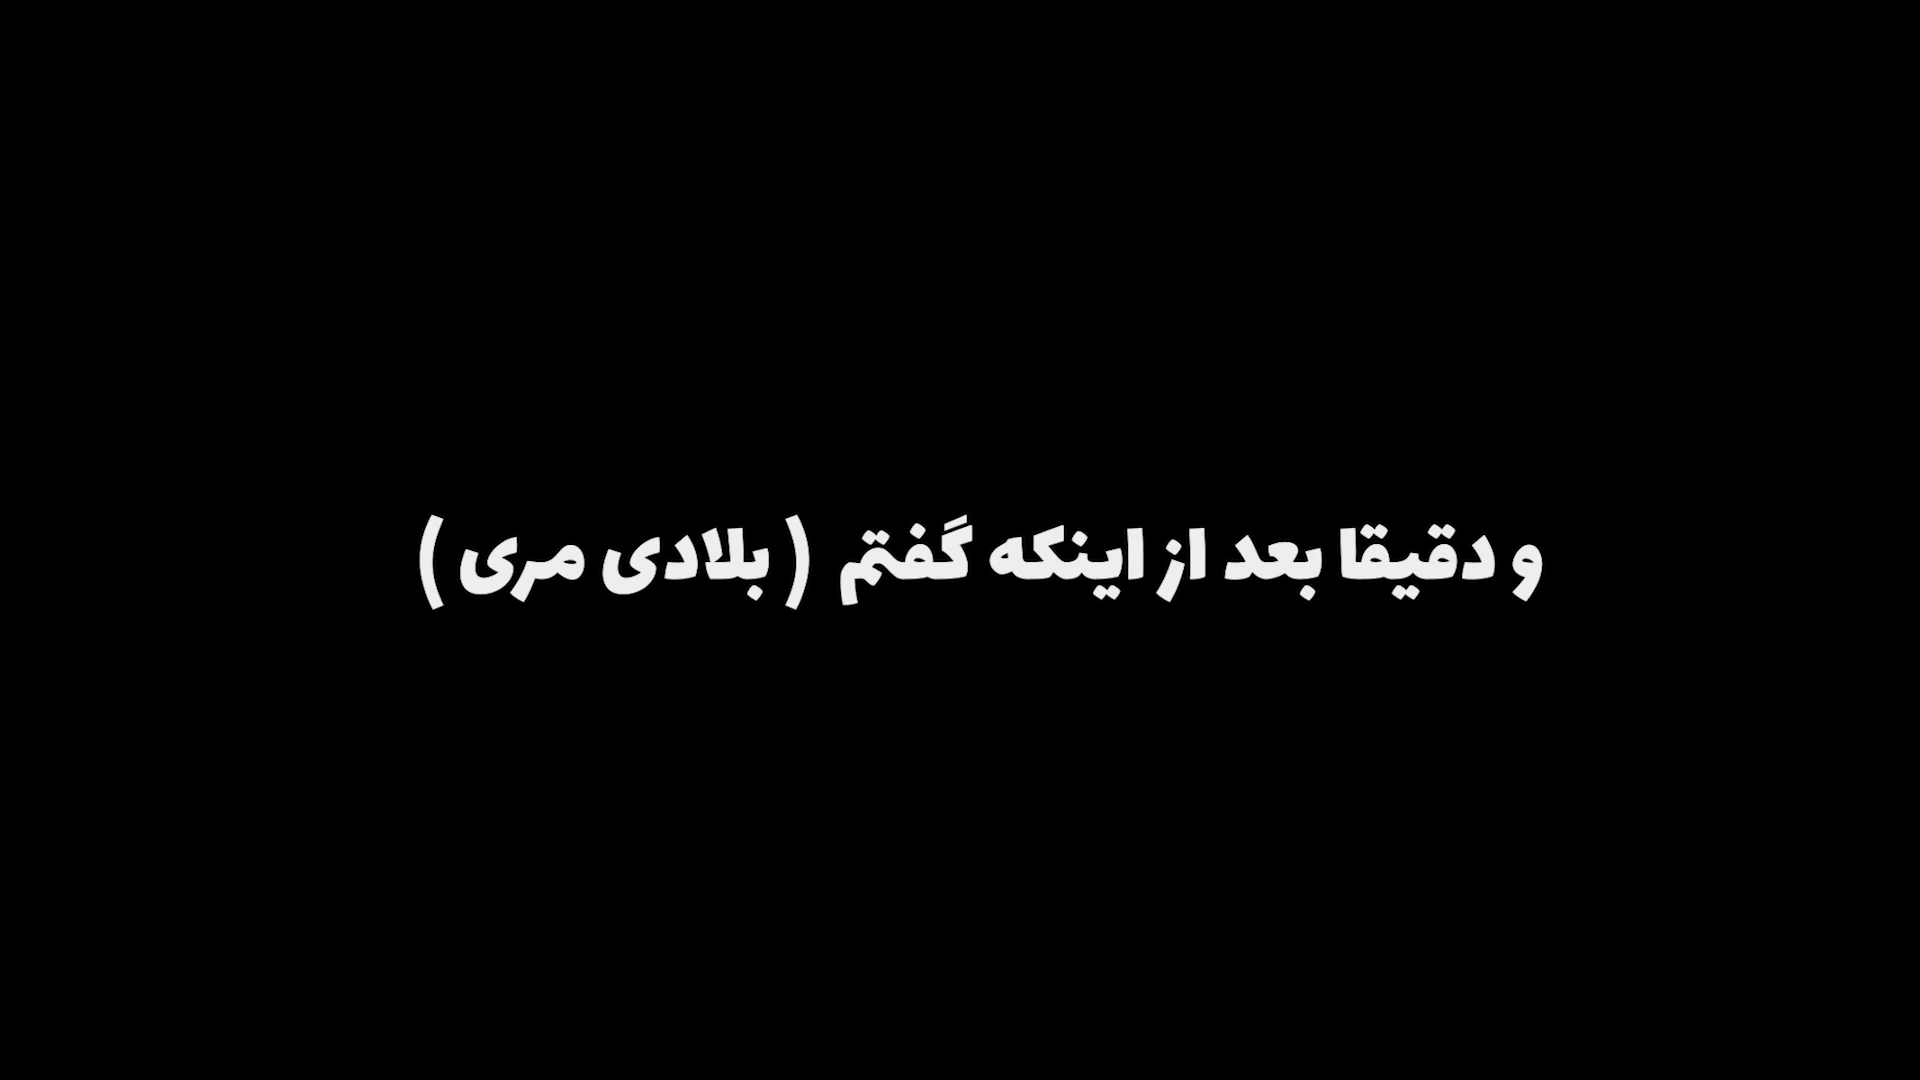 و دقیقا بعد از اینکه گفتم ( بلادی مری )